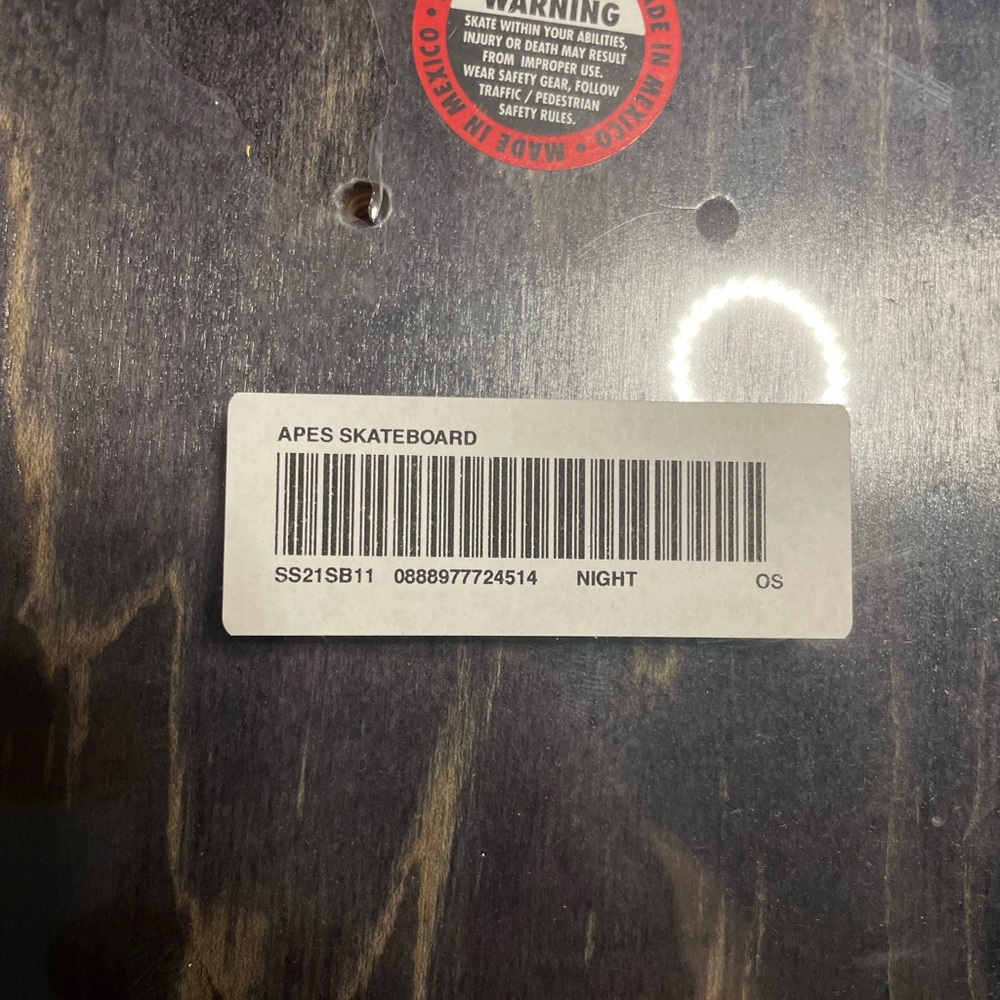 WARNING
SKATE WITHIN YOUR ABILITIES,
INJURY OR DEATH MAY RESULT
FROM IMPROPER USE.
WEAR SAFETY GEAR, FOLLOW
TRAFFIC / PEDESTRIAN
SAFETY RULES.
MADE IN MEXICO • MADE IN MEXICO •
APES SKATEBOARD
SS21SB11 0888977724514 NIGHT OS